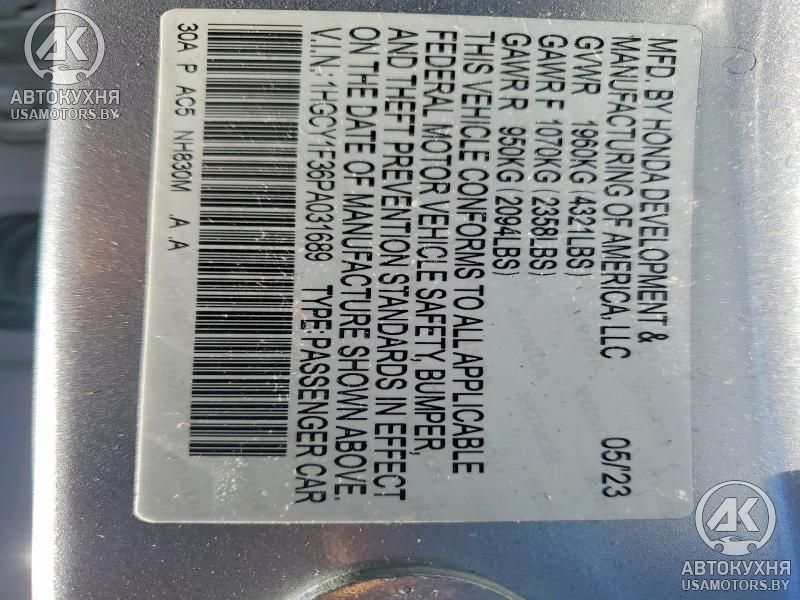 MFD. BY HONDA DEVELOPMENT &
MANUFACTURING OF AMERICA, LLC 05/'23
GVWR 1960KG (4321LBS)
GAWR F 1070KG (2358LBS)
GAWR R 950KG (2094LBS)
THIS VEHICLE CONFORMS TO ALL APPLICABLE
FEDERAL MOTOR VEHICLE SAFETY, BUMPER,
AND THEFT PREVENTION STANDARDS IN EFFECT
ON THE DATE OF MANUFACTURE SHOWN ABOVE.
V.I.N: 1HGCY1F36PA031689 TYPE:PASSENGER CAR
30A P AC5 NH830M .A A
AK
АВТОКУХНЯ
USAMOTORS.BY
AK
АВТОКУХНЯ
USAMOTORS.BY